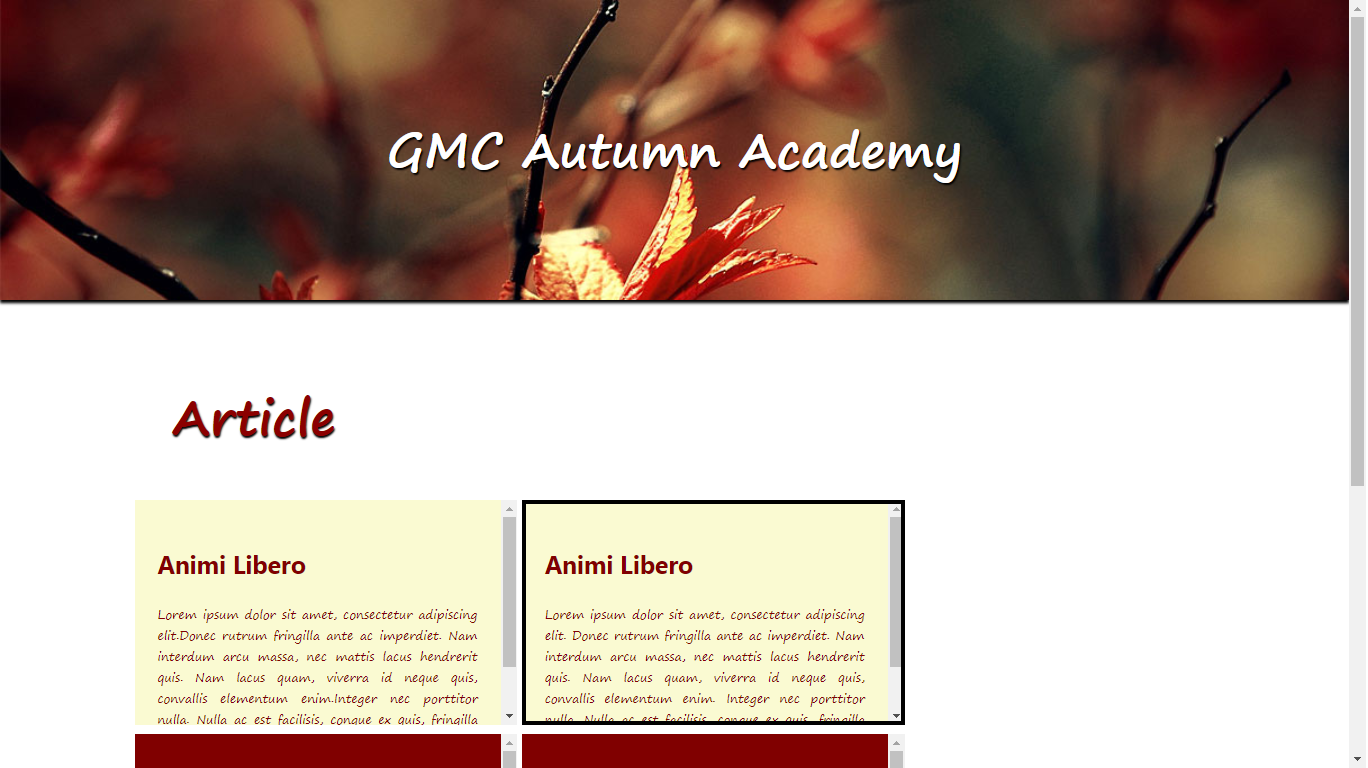 GMC Autumn Academy
Article
Animi Libero
Lorem ipsum dolor sit amet, consectetur adipiscing
elit.Donec rutrum fringilla ante ac imperdiet. Nam
interdum arcu massa, nec mattis lacus hendrerit
quis. Nam lacus quam, viverra id neque quis,
convallis elementum enim.Integer nec porttitor
nulla. Nulla ac est facilisis, congue ex quis, fringilla
Animi Libero
Lorem ipsum dolor sit amet, consectetur adipiscing
elit. Donec rutrum fringilla ante ac imperdiet. Nam
interdum arcu massa, nec mattis lacus hendrerit
quis. Nam lacus quam, viverra id neque quis,
convallis elementum enim. Integer nec porttitor
nulla. Nulla ac est facilisis, congue ex quis, fringilla